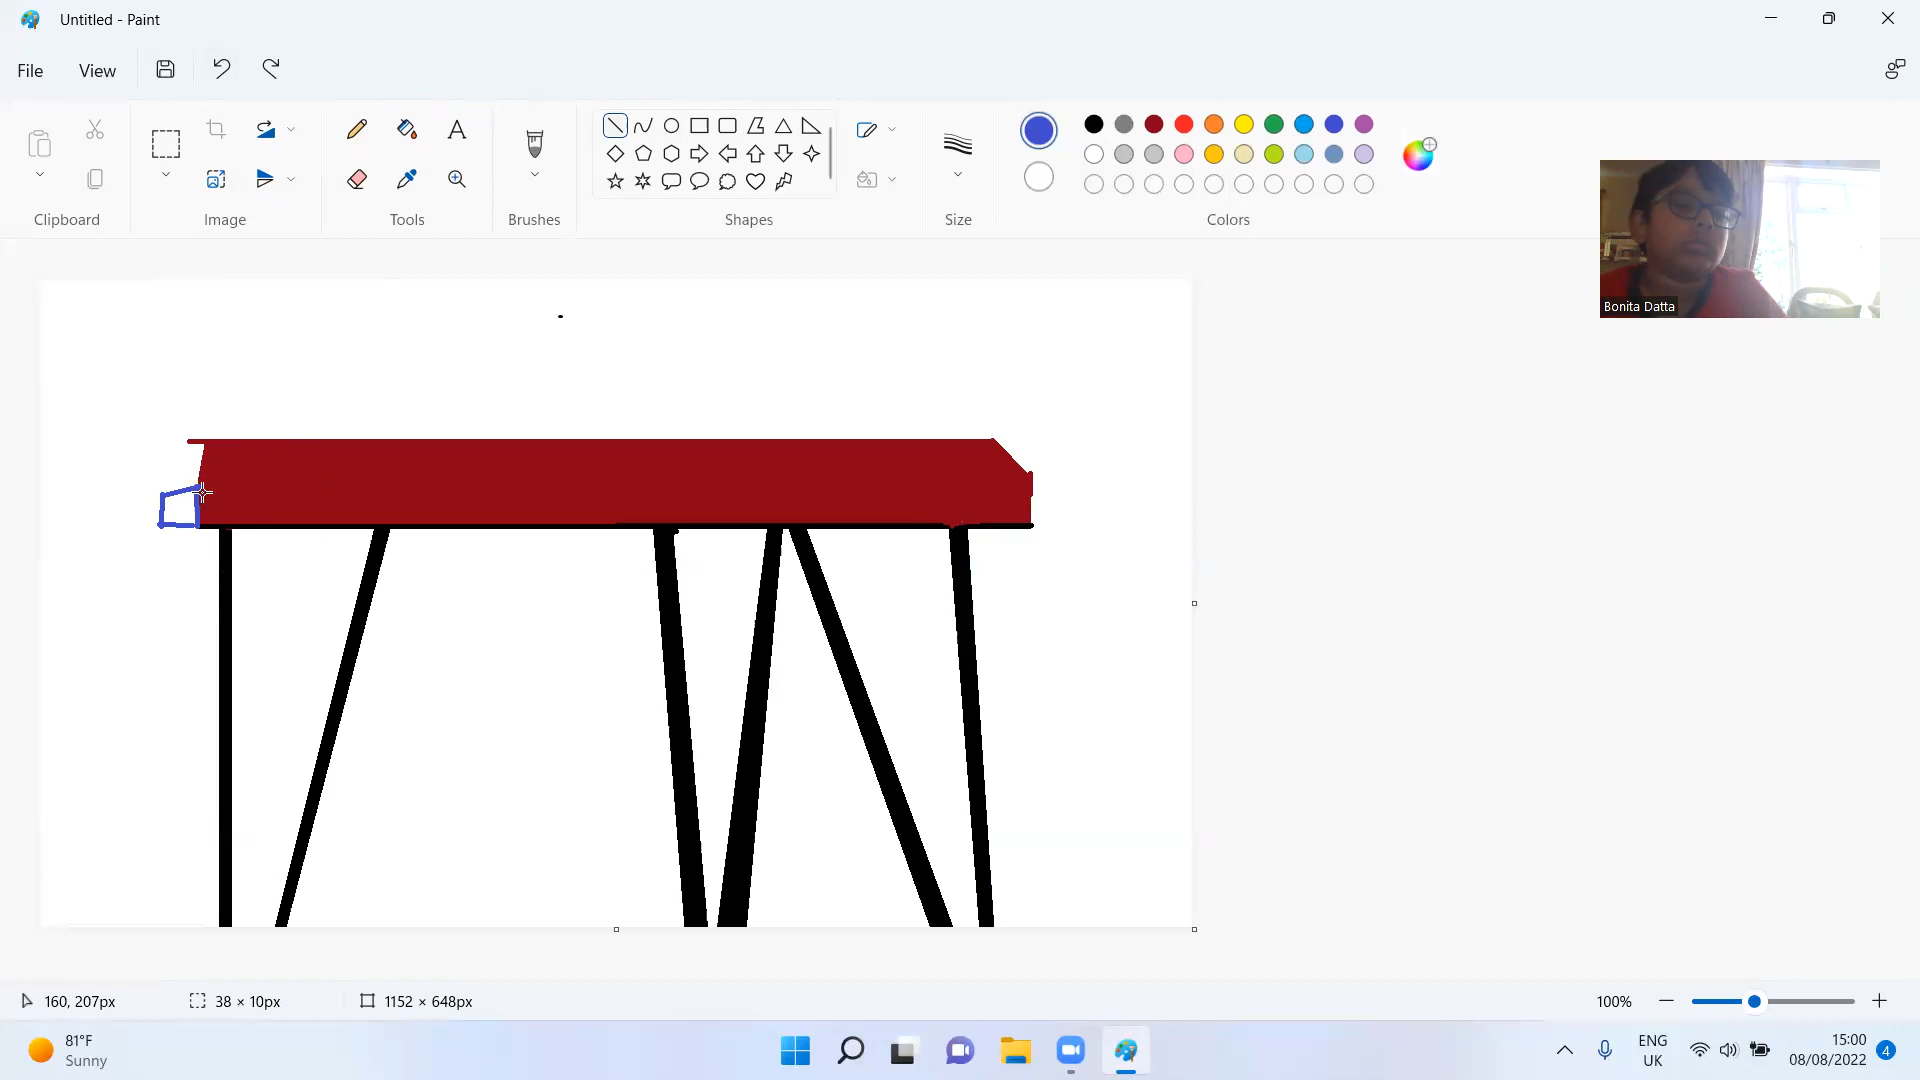 Untitled - Paint
File View
Clipboard Image Tools Brushes Shapes Size Colors
Bonita Datta
160, 207px 38 × 10px 1152 × 648px 100%
81°F
Sunny
ENG
UK
15:00
08/08/2022
4